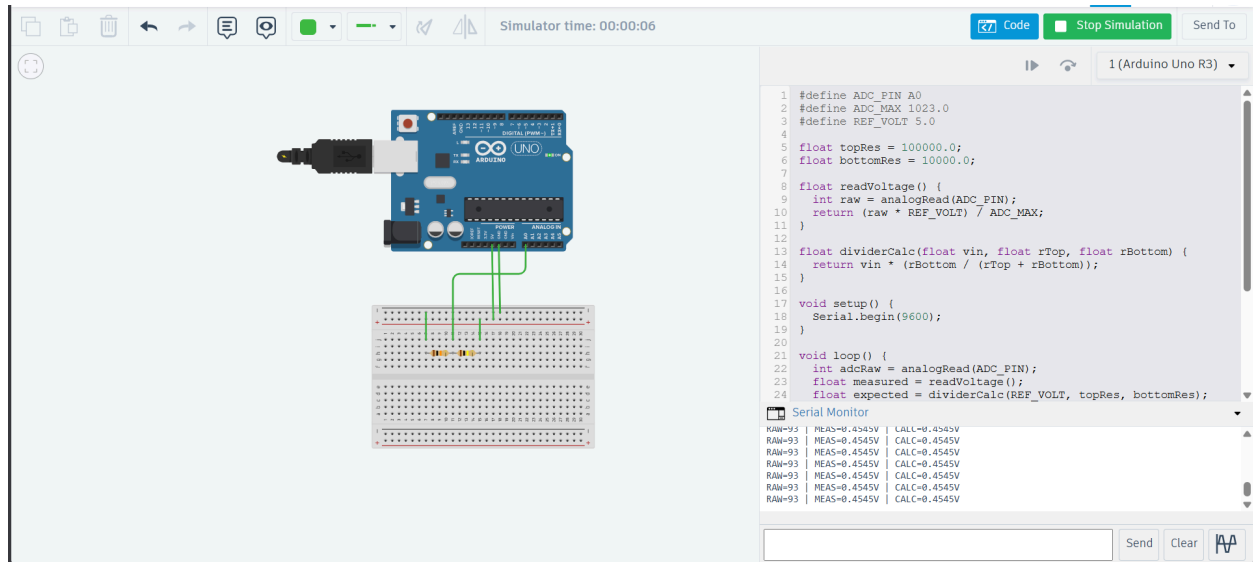 Simulator time: 00:00:06
Code
Stop Simulation
Send To
1 (Arduino Uno R3)
DIGITAL (PWM~)
UNO
ARDUINO
POWER
ANALOG IN
1 #define ADC_PIN A0
2 #define ADC_MAX 1023.0
3 #define REF_VOLT 5.0
4
5 float topRes = 100000.0;
6 float bottomRes = 10000.0;
7
8 float readVoltage() {
9 int raw = analogRead(ADC_PIN);
10 return (raw * REF_VOLT) / ADC_MAX;
11 }
12
13 float dividerCalc(float vin, float rTop, float rBottom) {
14 return vin * (rBottom / (rTop + rBottom));
15 }
16
17 void setup() {
18 Serial.begin(9600);
19 }
20
21 void loop() {
22 int adcRaw = analogRead(ADC_PIN);
23 float measured = readVoltage();
24 float expected = dividerCalc(REF_VOLT, topRes, bottomRes);
Serial Monitor
RAW=93 | MEAS=0.4545V | CALC=0.4545V
RAW=93 | MEAS=0.4545V | CALC=0.4545V
RAW=93 | MEAS=0.4545V | CALC=0.4545V
RAW=93 | MEAS=0.4545V | CALC=0.4545V
RAW=93 | MEAS=0.4545V | CALC=0.4545V
RAW=93 | MEAS=0.4545V | CALC=0.4545V
RAW=93 | MEAS=0.4545V | CALC=0.4545V
Send
Clear